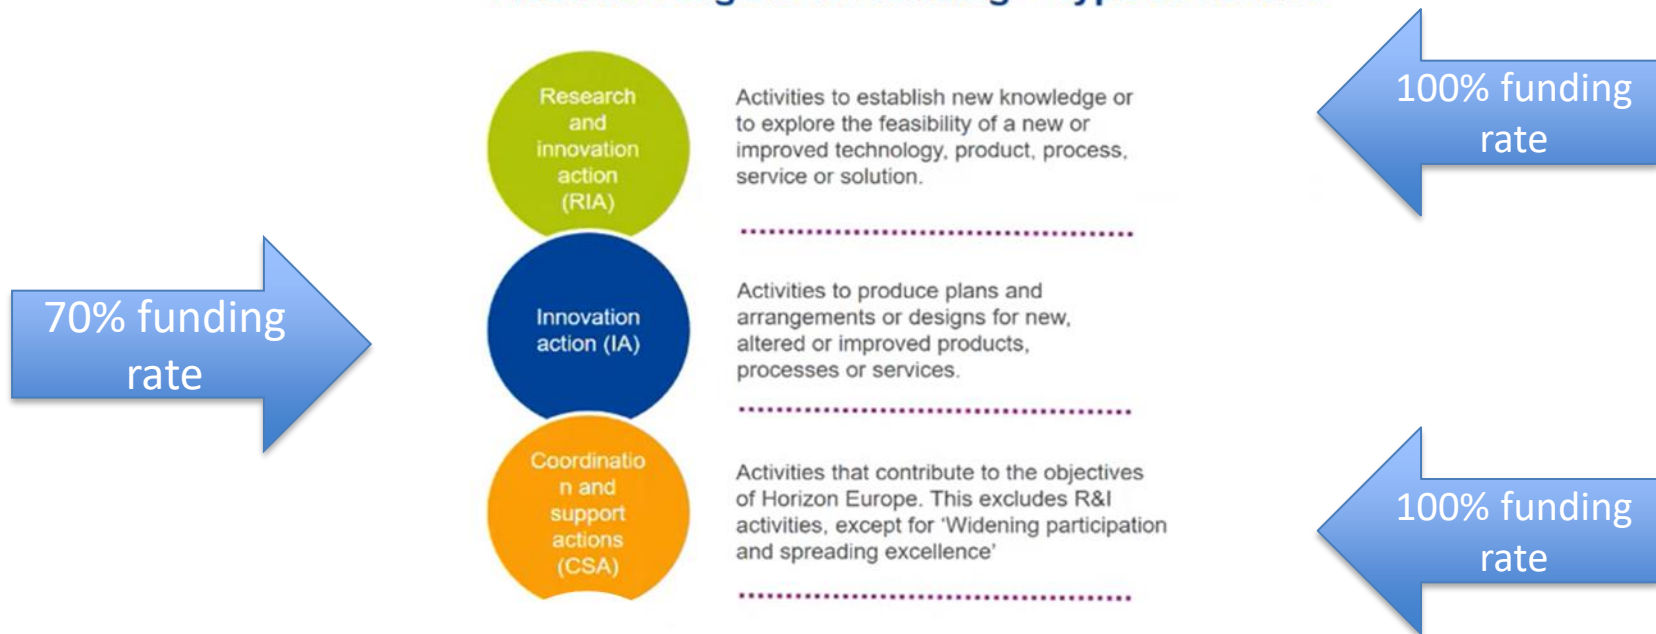 Research
and
innovation
action
(RIA)
Activities to establish new knowledge or
to explore the feasibility of a new or
improved technology, product, process,
service or solution.
100% funding
rate
70% funding
rate
Innovation
action (IA)
Activities to produce plans and
arrangements or designs for new,
altered or improved products,
processes or services.
Coordinatio
n and
support
actions
(CSA)
Activities that contribute to the objectives
of Horizon Europe. This excludes R&I
activities, except for ‘Widening participation
and spreading excellence’
100% funding
rate